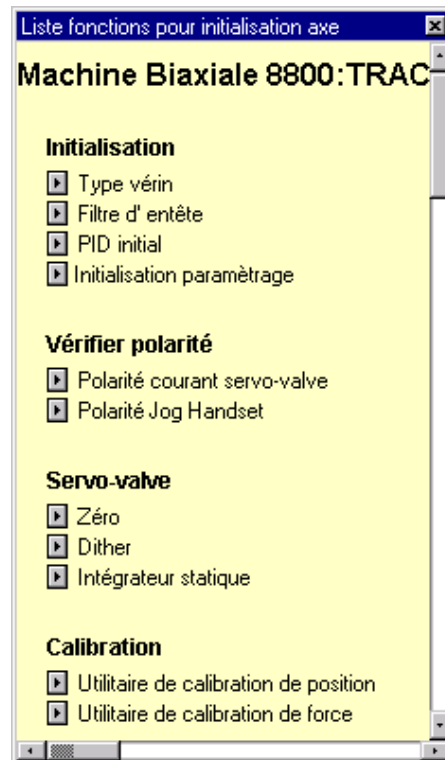 Liste fonctions pour initialisation axe
Machine Biaxiale 8800:TRAC
Initialisation
Type vérin
Filtre d' entête
PID initial
Initialisation paramètrage
Vérifier polarité
Polarité courant servo-valve
Polarité Jog Handset
Servo-valve
Zéro
Dither
Intégrateur statique
Calibration
Utilitaire de calibration de position
Utilitaire de calibration de force